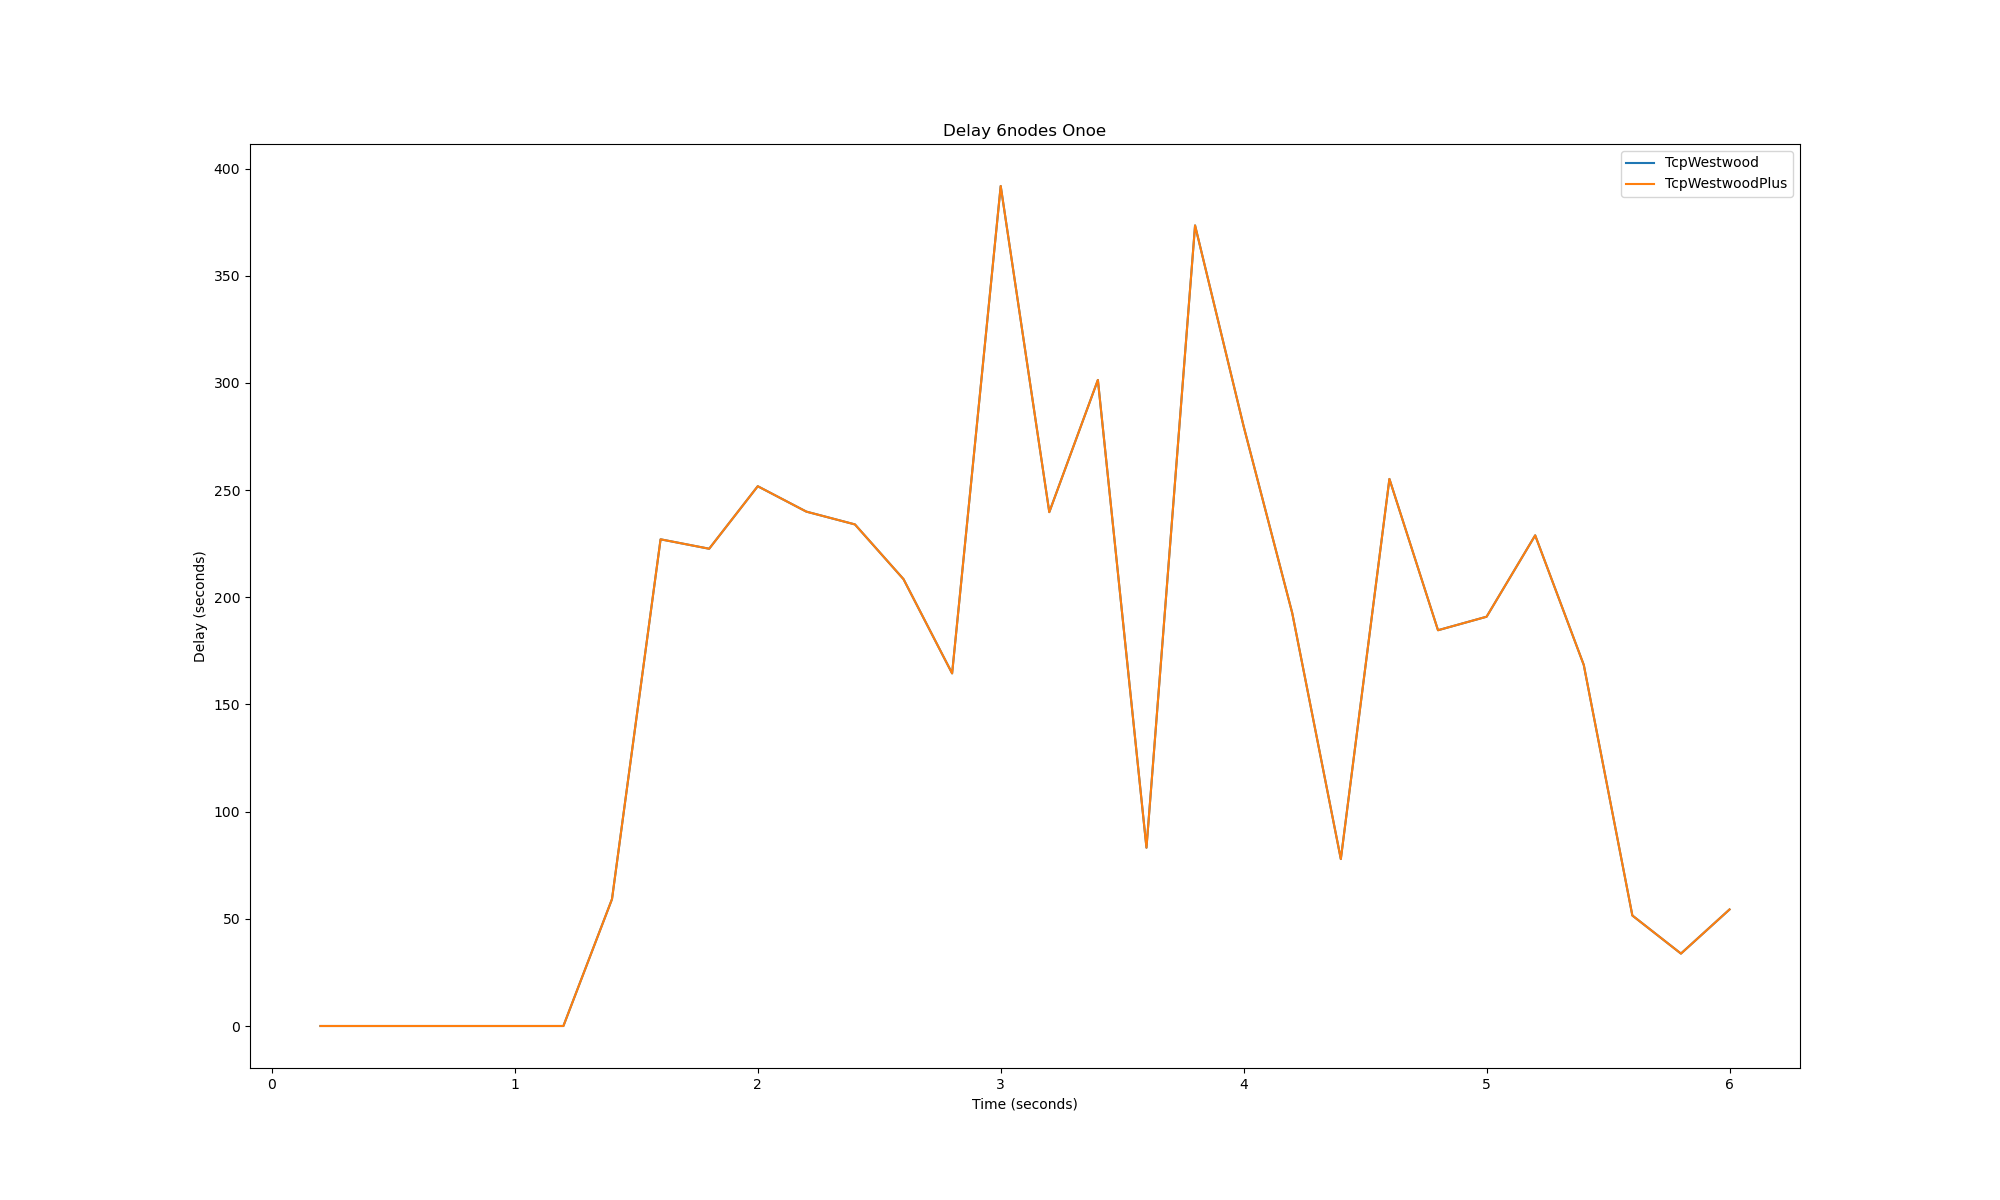 Delay 6nodes Onoe
TcpWestwood
TcpWestwoodPlus
400
350
300
250
200
150
100
50
0
Delay (seconds)
0 1 2 3 4 5 6
Time (seconds)